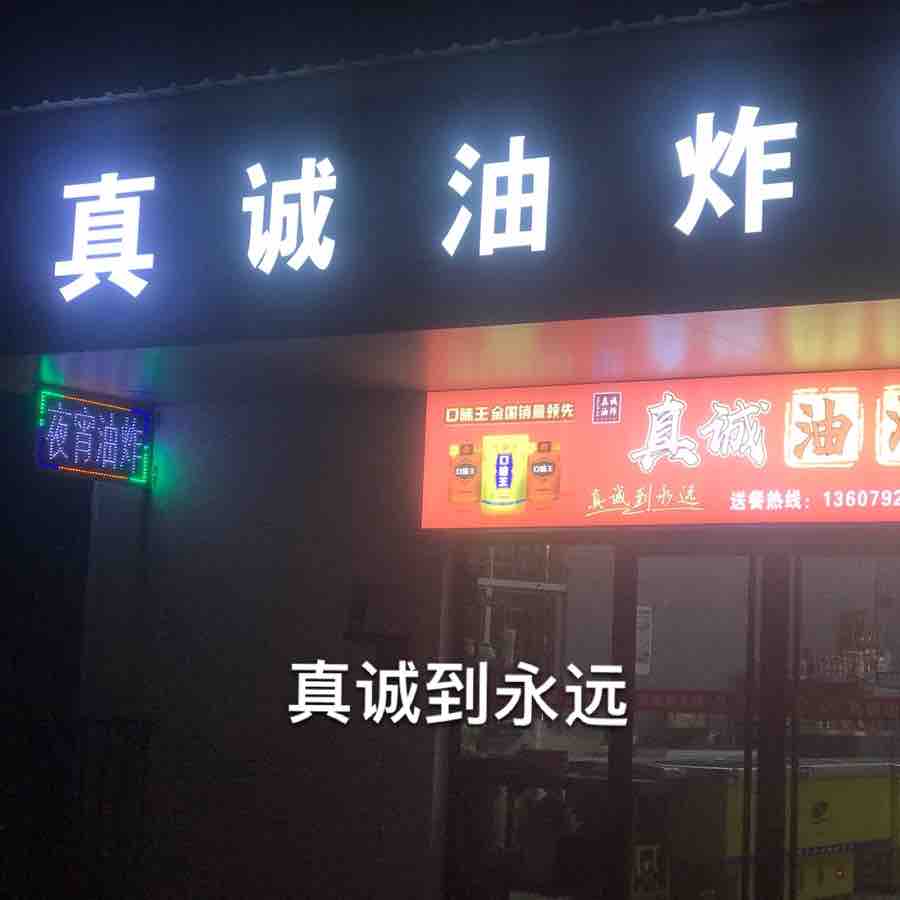 真诚油炸
夜宵油炸
口味王 全国销量领先
真诚油炸
口味王
口味王
口味王
真诚油
真诚到永远
送餐热线：1360792
真诚到永远